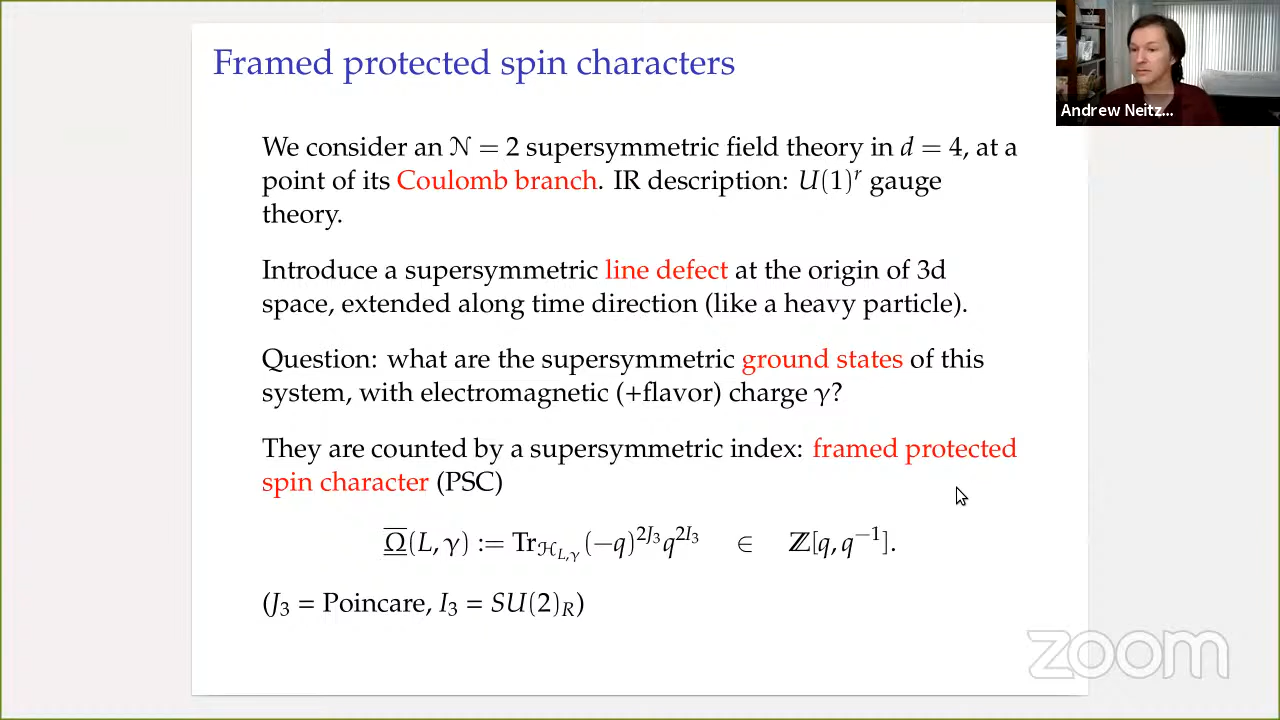 Framed protected spin characters
Andrew Neitz...
We consider an 𝒩 = 2 supersymmetric field theory in d = 4, at a
point of its Coulomb branch. IR description: U(1)^r gauge
theory.
Introduce a supersymmetric line defect at the origin of 3d
space, extended along time direction (like a heavy particle).
Question: what are the supersymmetric ground states of this
system, with electromagnetic (+flavor) charge γ?
They are counted by a supersymmetric index: framed protected
spin character (PSC)
\underline{\overline{Ω}}(L, γ) := Tr_{ℋ_{L,γ}} (−q)^{2J_3} q^{2I_3} ∈ ℤ[q, q^{−1}].
(J_3 = Poincare, I_3 = SU(2)_R)
zoom